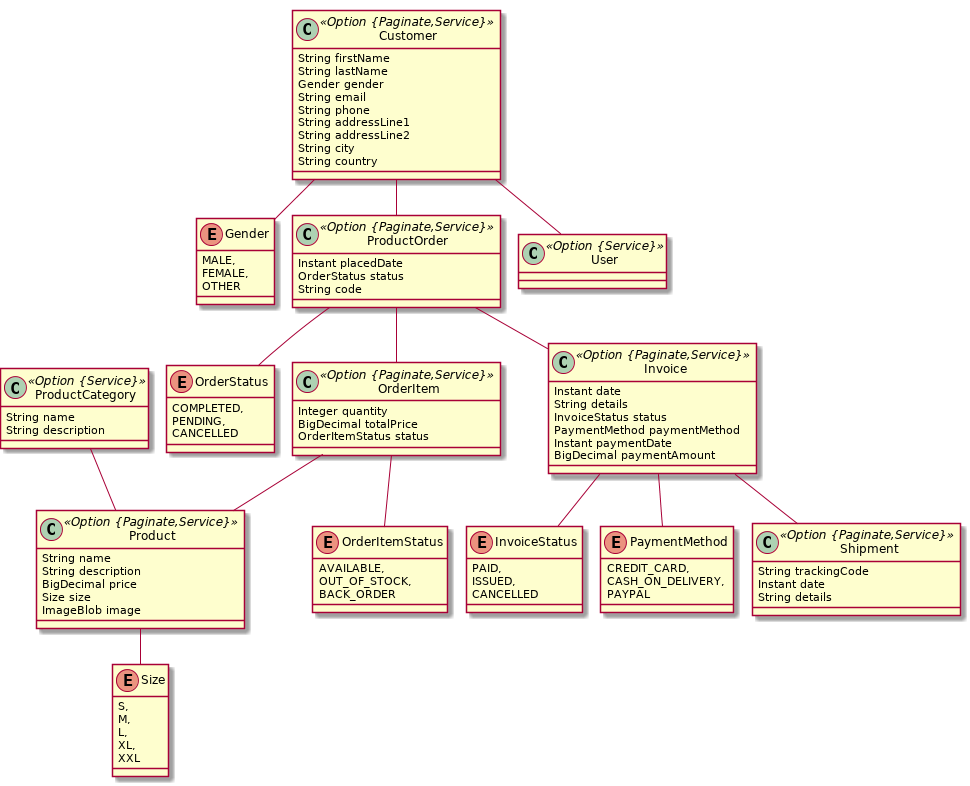 C «Option {Paginate,Service}»
Customer
String firstName
String lastName
Gender gender
String email
String phone
String addressLine1
String addressLine2
String city
String country
E Gender
MALE,
FEMALE,
OTHER
C «Option {Paginate,Service}»
ProductOrder
Instant placedDate
OrderStatus status
String code
C «Option {Service}»
User
C «Option {Service}»
ProductCategory
String name
String description
E OrderStatus
COMPLETED,
PENDING,
CANCELLED
C «Option {Paginate,Service}»
OrderItem
Integer quantity
BigDecimal totalPrice
OrderItemStatus status
C «Option {Paginate,Service}»
Invoice
Instant date
String details
InvoiceStatus status
PaymentMethod paymentMethod
Instant paymentDate
BigDecimal paymentAmount
C «Option {Paginate,Service}»
Product
String name
String description
BigDecimal price
Size size
ImageBlob image
E OrderItemStatus
AVAILABLE,
OUT_OF_STOCK,
BACK_ORDER
E InvoiceStatus
PAID,
ISSUED,
CANCELLED
E PaymentMethod
CREDIT_CARD,
CASH_ON_DELIVERY,
PAYPAL
C «Option {Paginate,Service}»
Shipment
String trackingCode
Instant date
String details
E Size
S,
M,
L,
XL,
XXL